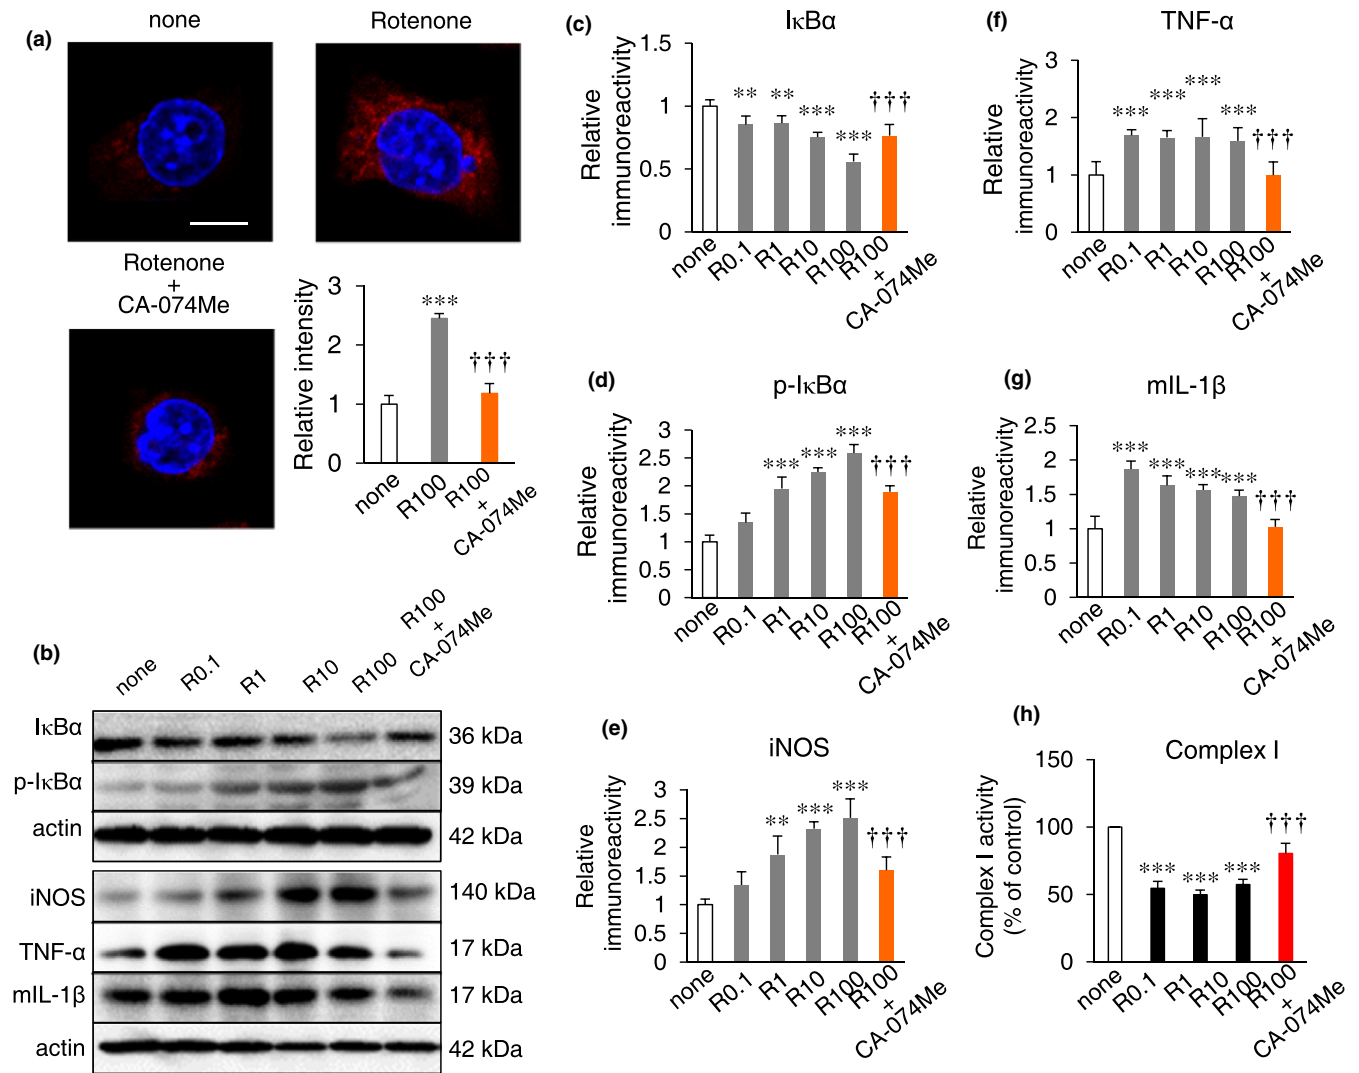 (a)
none
Rotenone
Rotenone
+
CA-074Me
Relative intensity
3
2
1
0
***
†††
none
R100
R100
+
CA-074Me
(b)
none
R0.1
R1
R10
R100
R100
+
CA-074Me
IκBα
36 kDa
p-IκBα
39 kDa
actin
42 kDa
iNOS
140 kDa
TNF-α
17 kDa
mIL-1β
17 kDa
actin
42 kDa
(c)
IκBα
Relative
immunoreactivity
1.5
1
0.5
0
**
**
***
***
†††
none
R0.1
R1
R10
R100
R100
+
CA-074Me
(d)
p-IκBα
Relative
immunoreactivity
3
2.5
2
1.5
1
0.5
0
***
***
***
†††
none
R0.1
R1
R10
R100
R100
+
CA-074Me
(e)
iNOS
Relative
immunoreactivity
3
2.5
2
1.5
1
0.5
0
**
***
***
†††
none
R0.1
R1
R10
R100
R100
+
CA-074Me
(f)
TNF-α
Relative
immunoreactivity
3
2
1
0
***
***
***
***
†††
none
R0.1
R1
R10
R100
R100
+
CA-074Me
(g)
mIL-1β
Relative
immunoreactivity
2.5
2
1.5
1
0.5
0
***
***
***
***
†††
none
R0.1
R1
R10
R100
R100
+
CA-074Me
(h)
Complex I
Complex I activity
(% of control)
150
100
50
0
***
***
***
†††
none
R0.1
R1
R10
R100
R100
+
CA-074Me